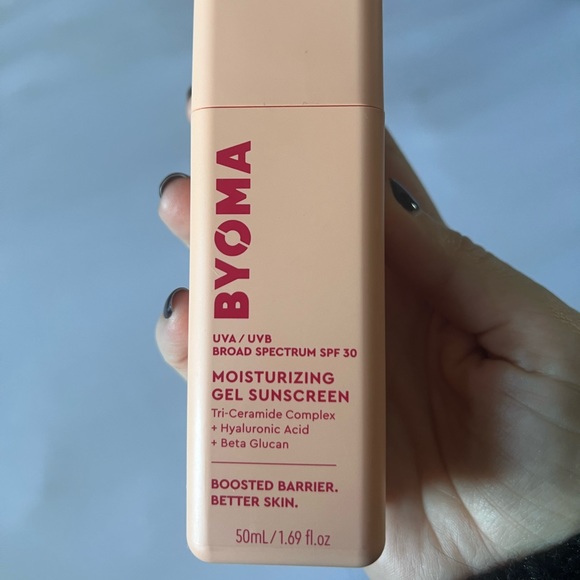 BYOMA
UVA / UVB
BROAD SPECTRUM SPF 30
MOISTURIZING
GEL SUNSCREEN
Tri-Ceramide Complex
+ Hyaluronic Acid
+ Beta Glucan
BOOSTED BARRIER.
BETTER SKIN.
50mL/1.69 fl.oz